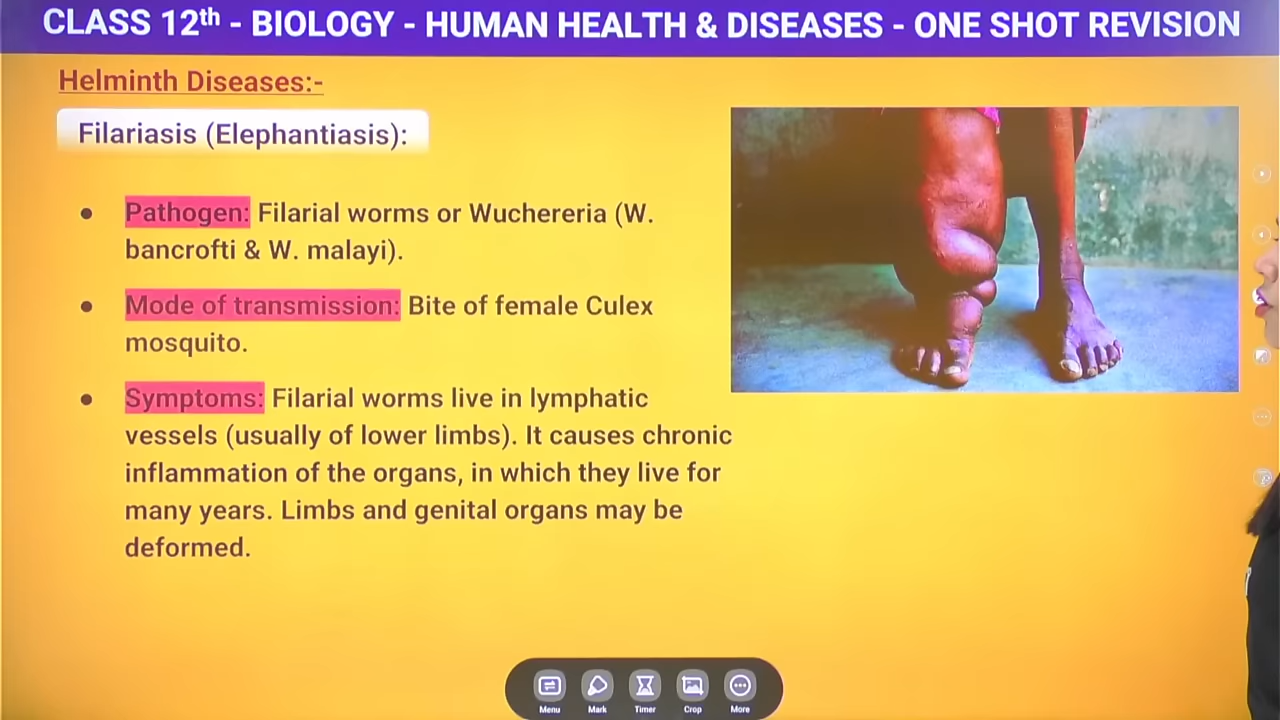 CLASS 12th - BIOLOGY - HUMAN HEALTH & DISEASES - ONE SHOT REVISION
Helminth Diseases:-
Filariasis (Elephantiasis):
● Pathogen: Filarial worms or Wuchereria (W.
bancrofti & W. malayi).
● Mode of transmission: Bite of female Culex
mosquito.
● Symptoms: Filarial worms live in lymphatic
vessels (usually of lower limbs). It causes chronic
inflammation of the organs, in which they live for
many years. Limbs and genital organs may be
deformed.
Menu Mark Timer Crop More